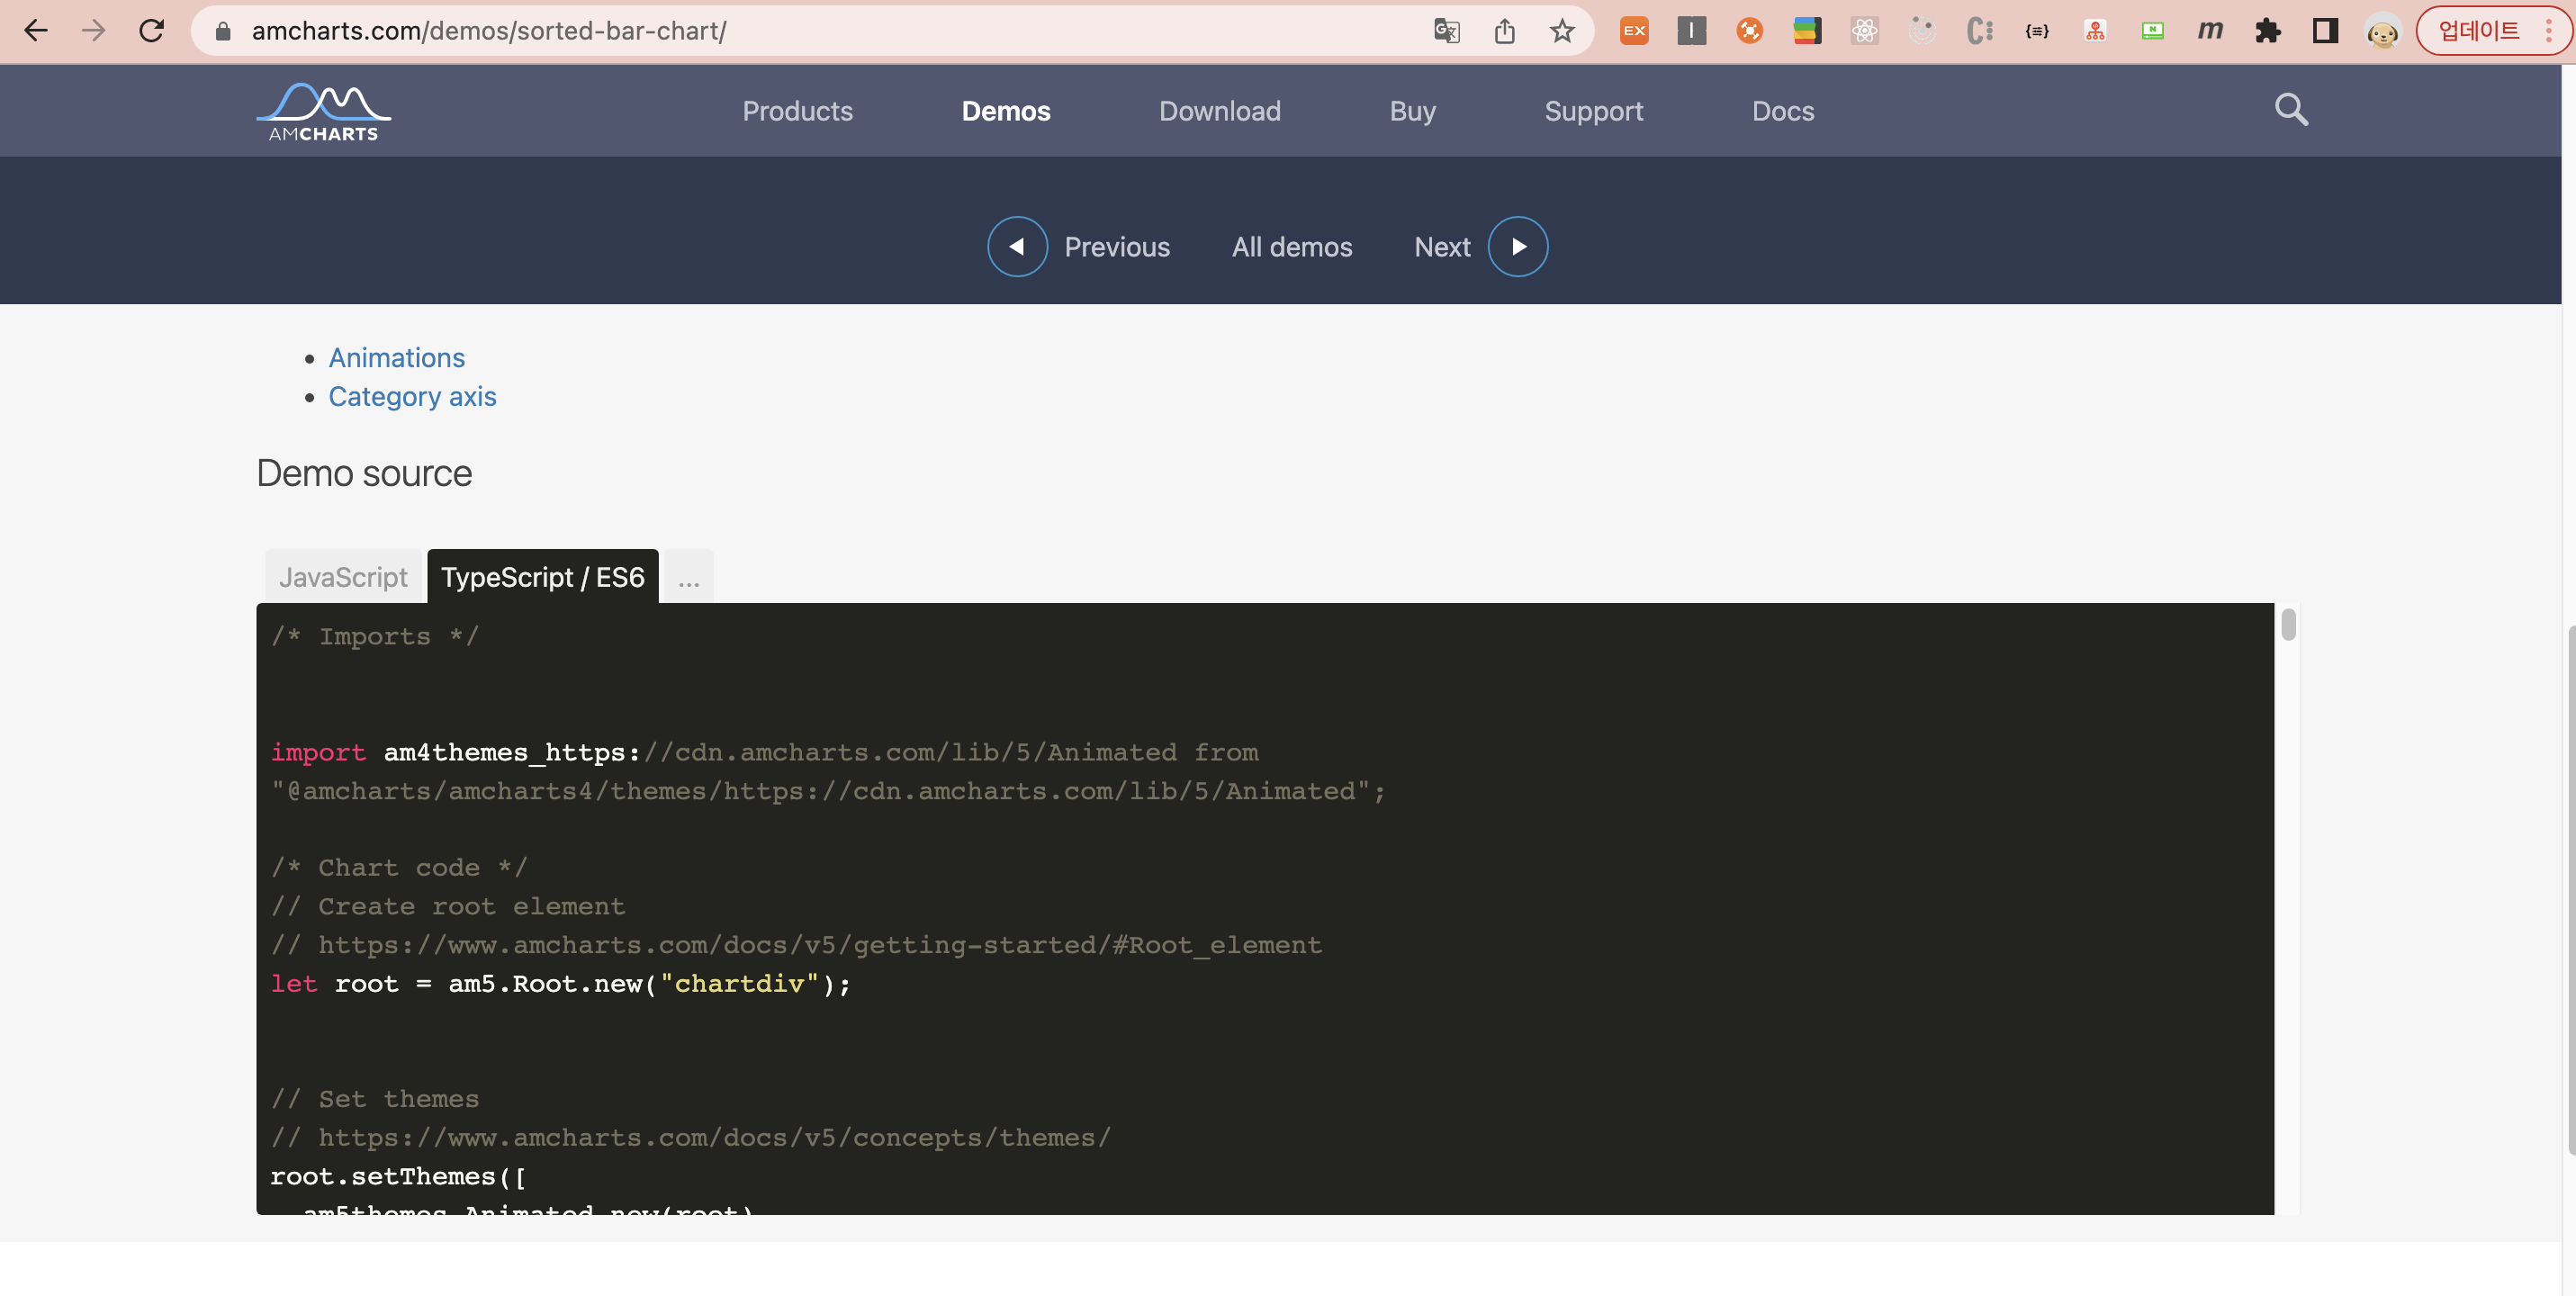 amcharts.com/demos/sorted-bar-chart/
EX
업데이트
AMCHARTS
Products
Demos
Download
Buy
Support
Docs
Previous
All demos
Next
Animations
Category axis
Demo source
JavaScript
TypeScript / ES6
...
/* Imports */
import am4themes_https://cdn.amcharts.com/lib/5/Animated from
"@amcharts/amcharts4/themes/https://cdn.amcharts.com/lib/5/Animated";
/* Chart code */
// Create root element
// https://www.amcharts.com/docs/v5/getting-started/#Root_element
let root = am5.Root.new("chartdiv");
// Set themes
// https://www.amcharts.com/docs/v5/concepts/themes/
root.setThemes([
am5themes_Animated.new(root)